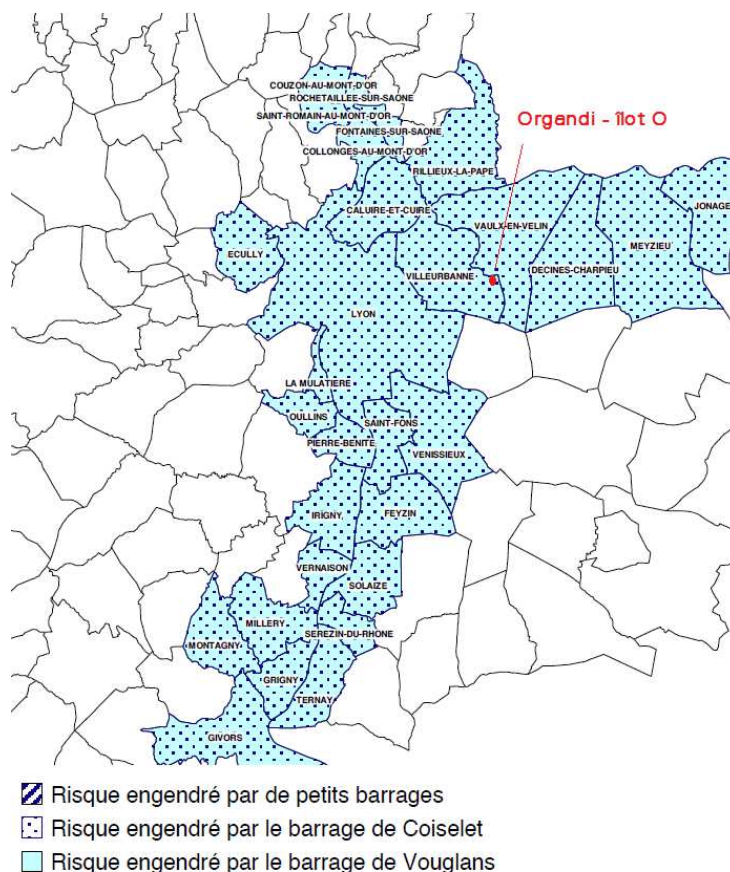 COUZON-AU-MONT-D'OR
ROCHETAILLEE-SUR-SAONE
SAINT-ROMAIN-AU-MONT-D'OR
Organdi - îlot O
FONTAINES-SUR-SAONE
COLLONGES-AU-MONT-D'OR
RILLIEUX-LA-PAPE
JONAGE
CALUIRE-ET-CUIRE
VAULX-EN-VELIN
MEYZIEU
ECULLY
VILLEURBANNE
DECINES-CHARPIEU
LYON
LA MULATIERE
OULLINS
SAINT-FONS
PIERRE-BENITE
VENISSIEUX
IRIGNY
FEYZIN
VERNAISON
SOLAIZE
MILLERY
SEREZIN-DU-RHONE
MONTAGNY
GRIGNY
TERNAY
GIVORS
Risque engendré par de petits barrages
Risque engendré par le barrage de Coiselet
Risque engendré par le barrage de Vouglans